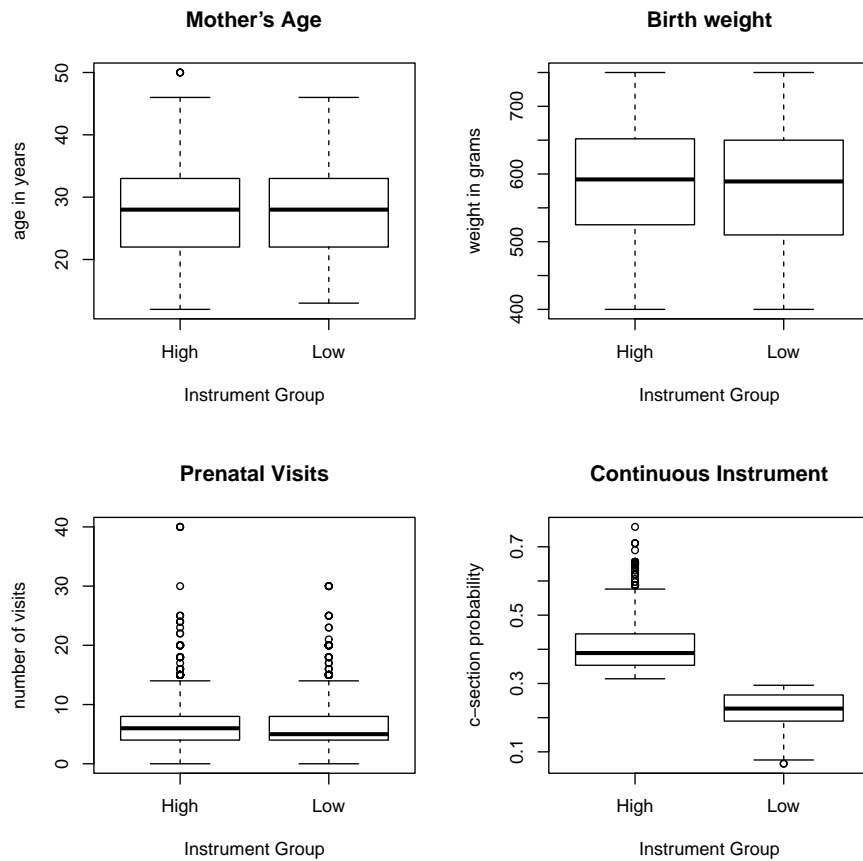 Mother's Age
50
40
30
20
age in years
High
Low
Instrument Group
Birth weight
700
600
500
400
weight in grams
High
Low
Instrument Group
Prenatal Visits
40
30
20
10
0
number of visits
High
Low
Instrument Group
Continuous Instrument
0.7
0.5
0.3
0.1
c−section probability
High
Low
Instrument Group